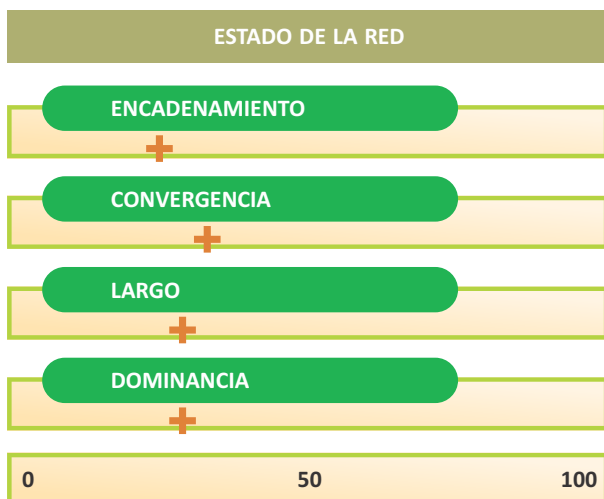 ESTADO DE LA RED
ENCADENAMIENTO
CONVERGENCIA
LARGO
DOMINANCIA
0 50 100